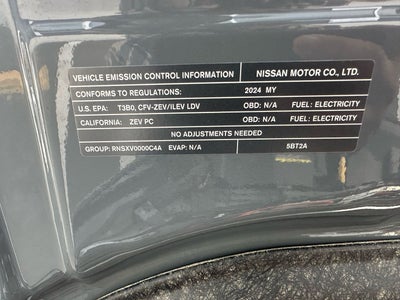 VEHICLE EMISSION CONTROL INFORMATION NISSAN MOTOR CO., LTD.
CONFORMS TO REGULATIONS: 2024 MY
U.S. EPA: T3B0, CFV-ZEV/ILEV LDV OBD: N/A FUEL: ELECTRICITY
CALIFORNIA: ZEV PC OBD: N/A FUEL: ELECTRICITY
NO ADJUSTMENTS NEEDED
GROUP: RNSXV0000C4A EVAP: N/A 5BT2A